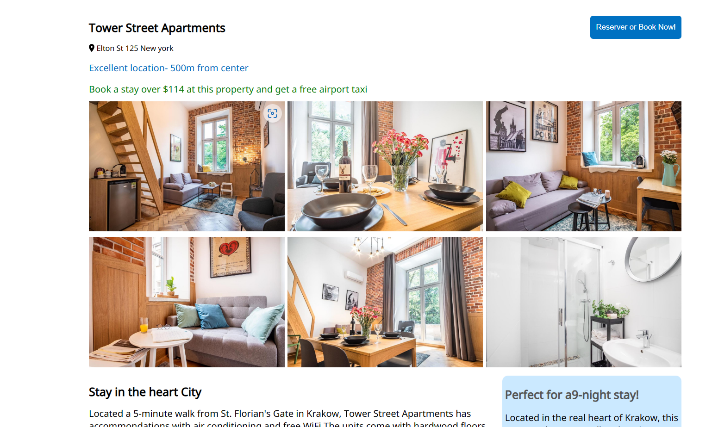 Tower Street Apartments
Reserver or Book Now!
Elton St 125 New york
Excellent location- 500m from center
Book a stay over $114 at this property and get a free airport taxi
Stay in the heart City
Perfect for a9-night stay!
Located a 5-minute walk from St. Florian's Gate in Krakow, Tower Street Apartments has
Located in the real heart of Krakow, this
accommodations with air conditioning and free WiFi.The units come with hardwood floors